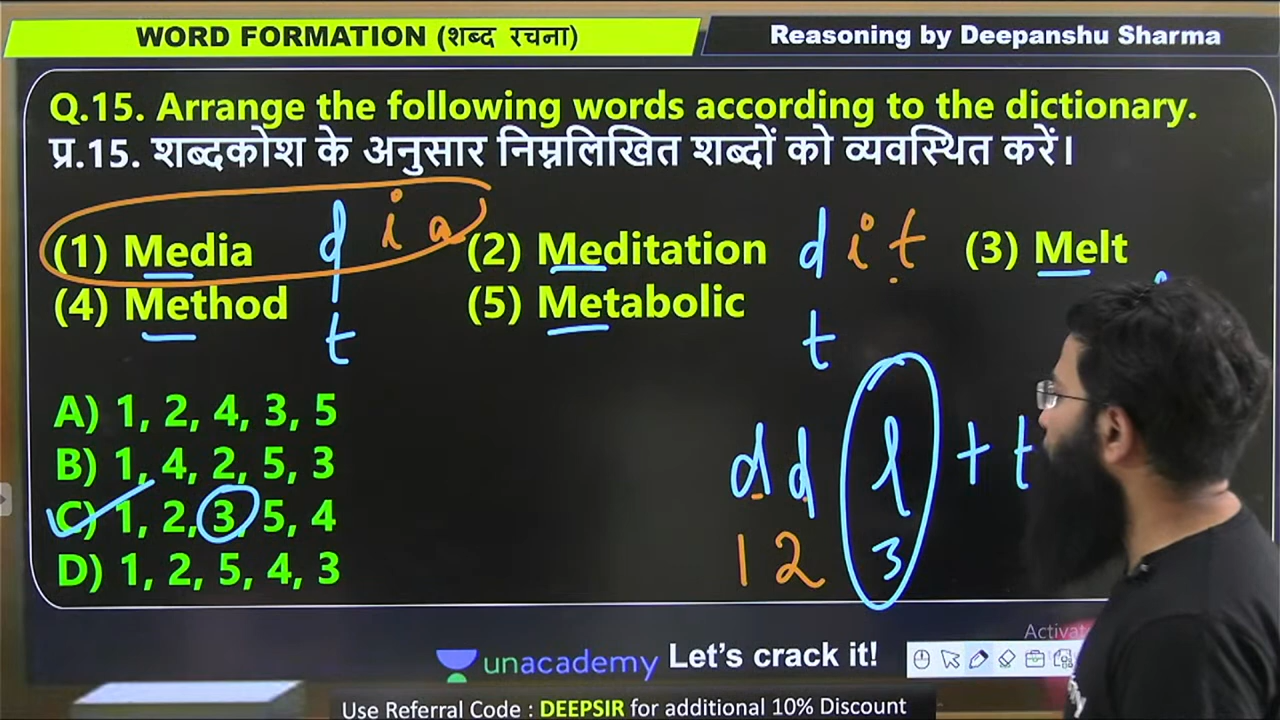 WORD FORMATION (शब्द रचना)
Reasoning by Deepanshu Sharma
Q.15. Arrange the following words according to the dictionary.
प्र.15. शब्दकोश के अनुसार निम्नलिखित शब्दों को व्यवस्थित करें।
(1) Media d i a (2) Meditation d i t (3) Melt
(4) Method t (5) Metabolic t
A) 1, 2, 4, 3, 5
B) 1, 4, 2, 5, 3
C) 1, 2, 3, 5, 4
D) 1, 2, 5, 4, 3
d d l t t
1 2 3
unacademy Let's crack it!
Activat
Use Referral Code : DEEPSIR for additional 10% Discount